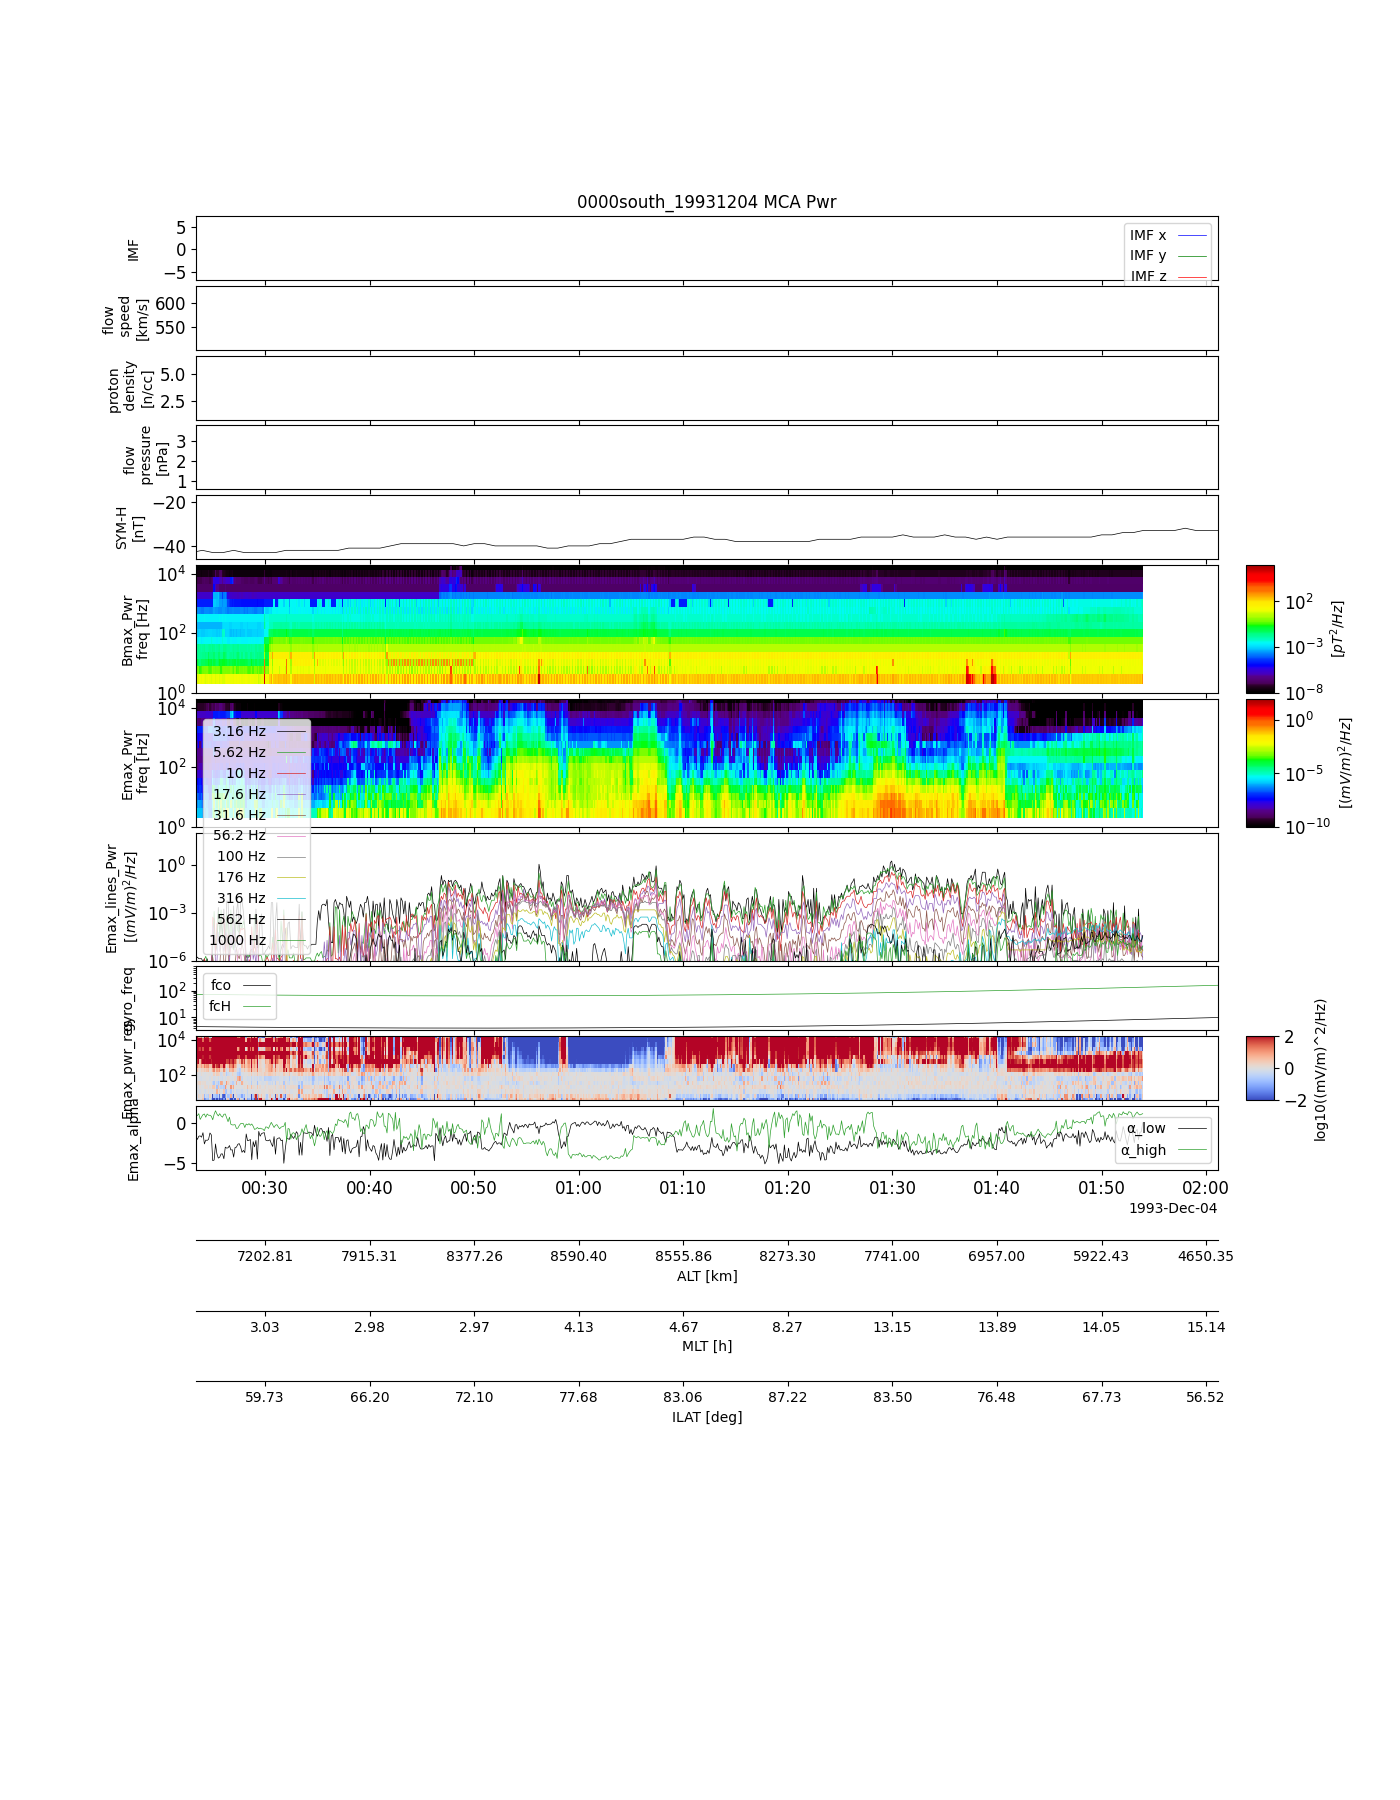 0000south_19931204 MCA Pwr
5
0
−5
IMF
IMF x
IMF y
IMF z
600
550
flow
speed
[km/s]
5.0
2.5
proton
density
[n/cc]
3
2
1
flow
pressure
[nPa]
−20
−40
SYM-H
[nT]
10^4
10^2
10^0
Bmax_Pwr
freq [Hz]
10^2
10^−3
10^−8
[pT^2/Hz]
10^4
10^2
10^0
Emax_Pwr
freq [Hz]
10^0
10^−5
10^−10
[(mV/m)^2/Hz]
3.16 Hz
5.62 Hz
10 Hz
17.6 Hz
31.6 Hz
56.2 Hz
100 Hz
176 Hz
316 Hz
562 Hz
1000 Hz
10^0
10^−3
10^−6
Emax_lines_Pwr
[(mV/m)^2/Hz]
10^2
10^1
gyro_freq
fco
fcH
10^4
10^2
Emax_pwr_reg
2
0
−2
log10((mV/m)^2/Hz)
0
−5
Emax_alpha
α_low
α_high
00:30 00:40 00:50 01:00 01:10 01:20 01:30 01:40 01:50 02:00
1993-Dec-04
7202.81 7915.31 8377.26 8590.40 8555.86 8273.30 7741.00 6957.00 5922.43 4650.35
ALT [km]
3.03 2.98 2.97 4.13 4.67 8.27 13.15 13.89 14.05 15.14
MLT [h]
59.73 66.20 72.10 77.68 83.06 87.22 83.50 76.48 67.73 56.52
ILAT [deg]